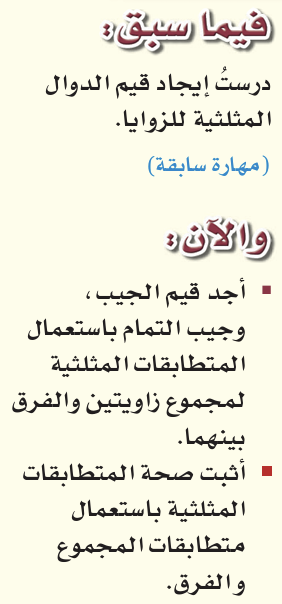 فيما سبق:
درستُ إيجاد قيم الدوال
المثلثية للزوايا.
(مهارة سابقة)
والآن:
▪ أجد قيم الجيب،
وجيب التمام باستعمال
المتطابقات المثلثية
لمجموع زاويتين والفرق
بينهما.
▪ أثبت صحة المتطابقات
المثلثية باستعمال
متطابقات المجموع
والفرق.